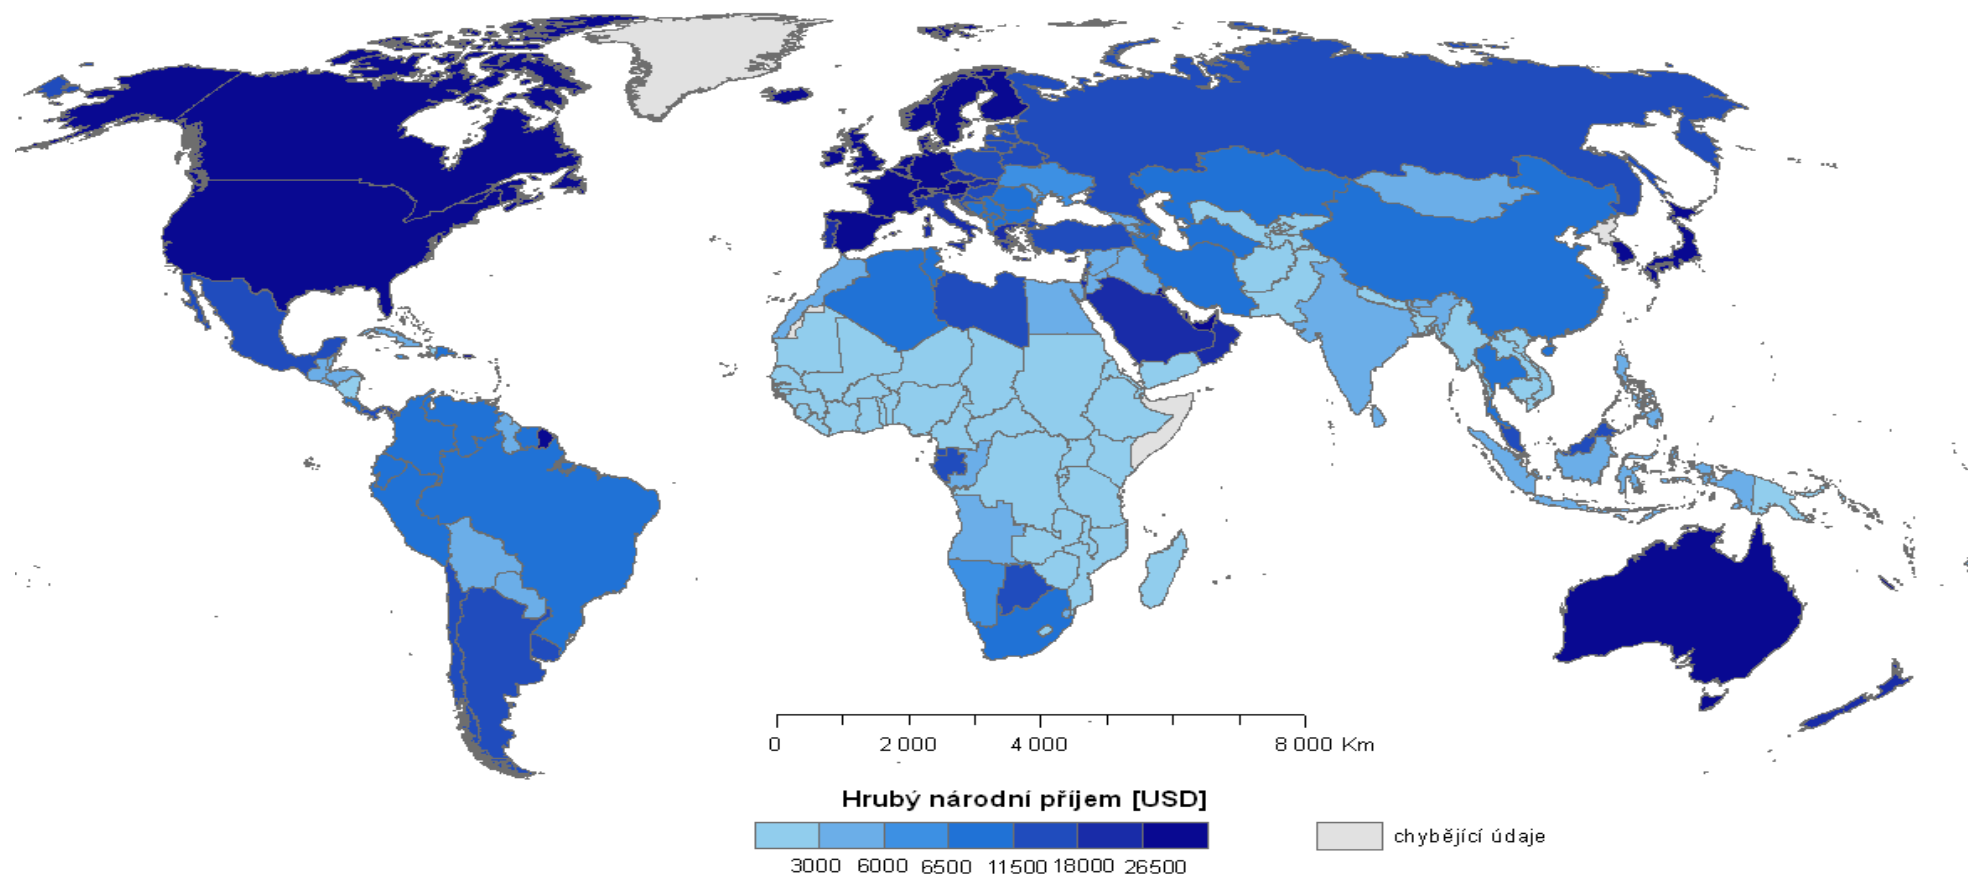 0 2 000 4 000 8 000 Km
Hrubý národní příjem [USD]
chybějící údaje
3000 6000 6500 11500 18000 26500